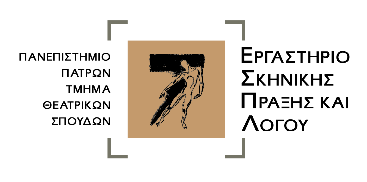 ΠΑΝΕΠΙΣΤΗΜΙΟ
ΠΑΤΡΩΝ
ΤΜΗΜΑ
ΘΕΑΤΡΙΚΩΝ
ΣΠΟΥΔΩΝ
ΕΡΓΑΣΤΗΡΙΟ
ΣΚΗΝΙΚΗΣ
ΠΡΑΞΗΣ ΚΑΙ
ΛΟΓΟΥ